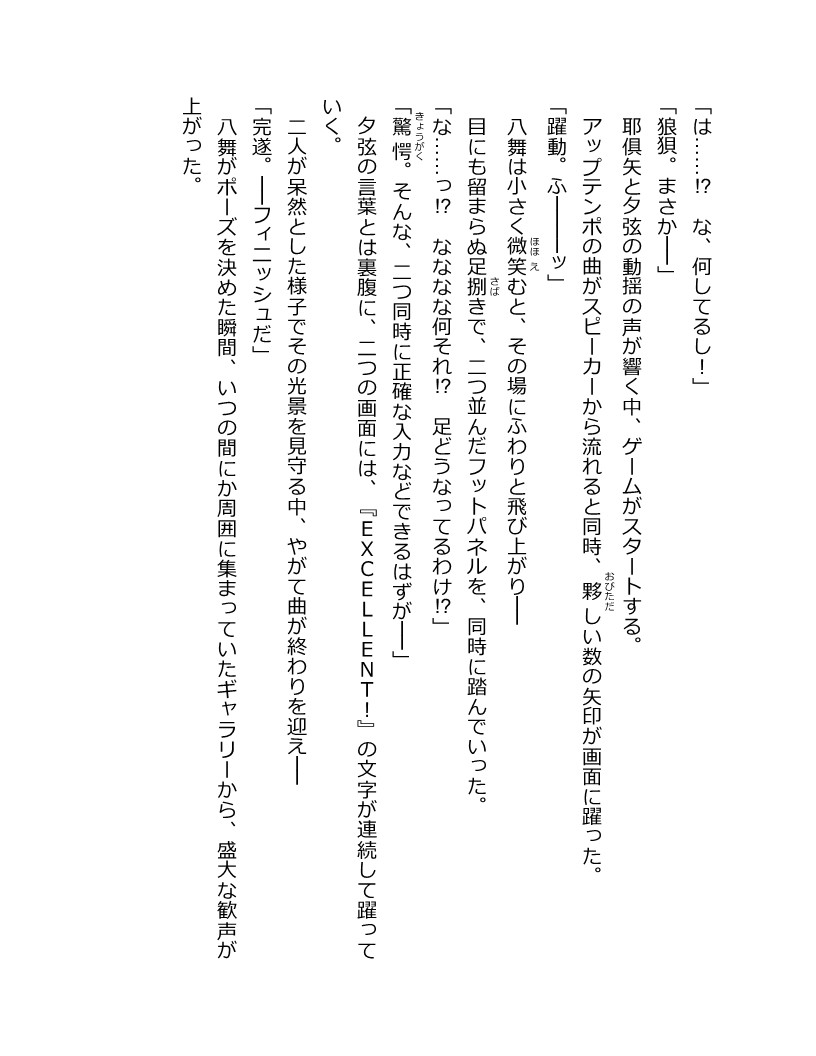 「は……!?　な、何してるし！」
「狼狽。まさか――」
　耶倶矢と夕弦の動揺の声が響く中、ゲームがスタートする。
　アップテンポの曲がスピーカーから流れると同時、夥しい数の矢印が画面に躍った。
「躍動。ふ――――ッ」
　八舞は小さく微笑むと、その場にふわりと飛び上がり――
　目にも留まらぬ足捌きで、二つ並んだフットパネルを、同時に踏んでいった。
「な……っ!?　なななな何それ!?　足どうなってるわけ!?」
「驚愕。そんな、二つ同時に正確な入力などできるはずが――」
　夕弦の言葉とは裏腹に、二つの画面には、『ＥＸＣＥＬＬＥＮＴ！』の文字が連続して躍って
いく。
　二人が呆然とした様子でその光景を見守る中、やがて曲が終わりを迎え――
「完遂。――フィニッシュだ」
　八舞がポーズを決めた瞬間、いつの間にか周囲に集まっていたギャラリーから、盛大な歓声が
上がった。